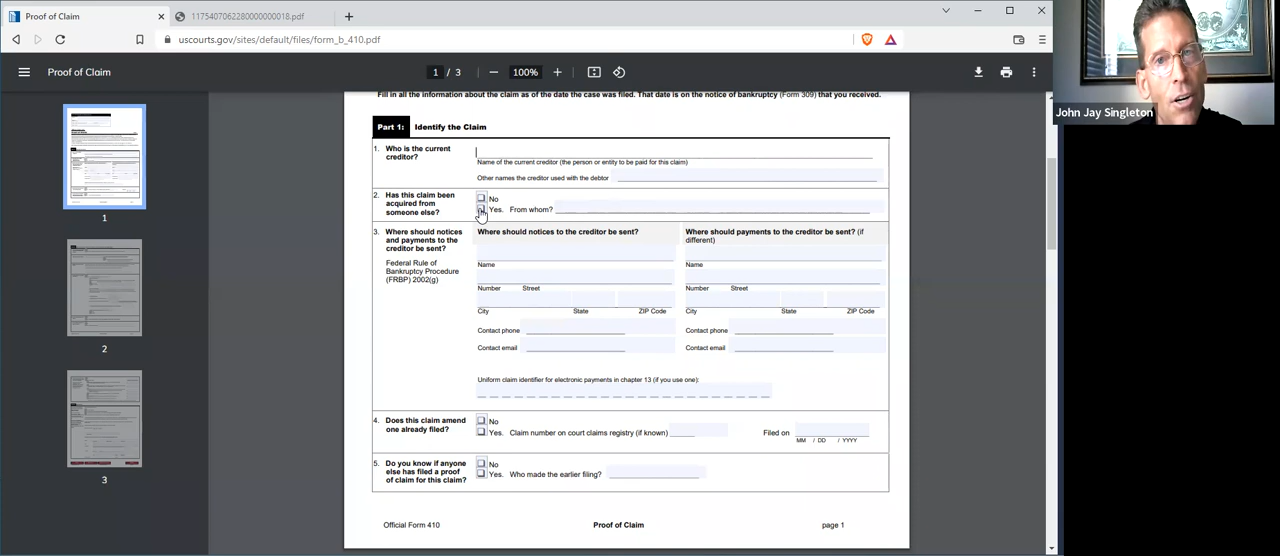 Proof of Claim
1175407062280000000018.pdf
uscourts.gov/sites/default/files/form_b_410.pdf
Proof of Claim
1 / 3
100%
John Jay Singleton
1
2
3
Fill in all the information about the claim as of the date the case was filed. That date is on the notice of bankruptcy (Form 309) that you received.
Part 1: Identify the Claim
1. Who is the current
creditor?
Name of the current creditor (the person or entity to be paid for this claim)
Other names the creditor used with the debtor
2. Has this claim been
acquired from
someone else?
No
Yes. From whom?
3. Where should notices
and payments to the
creditor be sent?
Federal Rule of
Bankruptcy Procedure
(FRBP) 2002(g)
Where should notices to the creditor be sent?
Name
Number Street
City State ZIP Code
Contact phone
Contact email
Where should payments to the creditor be sent? (if
different)
Name
Number Street
City State ZIP Code
Contact phone
Contact email
Uniform claim identifier for electronic payments in chapter 13 (if you use one):
4. Does this claim amend
one already filed?
No
Yes. Claim number on court claims registry (if known)
Filed on
MM / DD / YYYY
5. Do you know if anyone
else has filed a proof
of claim for this claim?
No
Yes. Who made the earlier filing?
Official Form 410
Proof of Claim
page 1